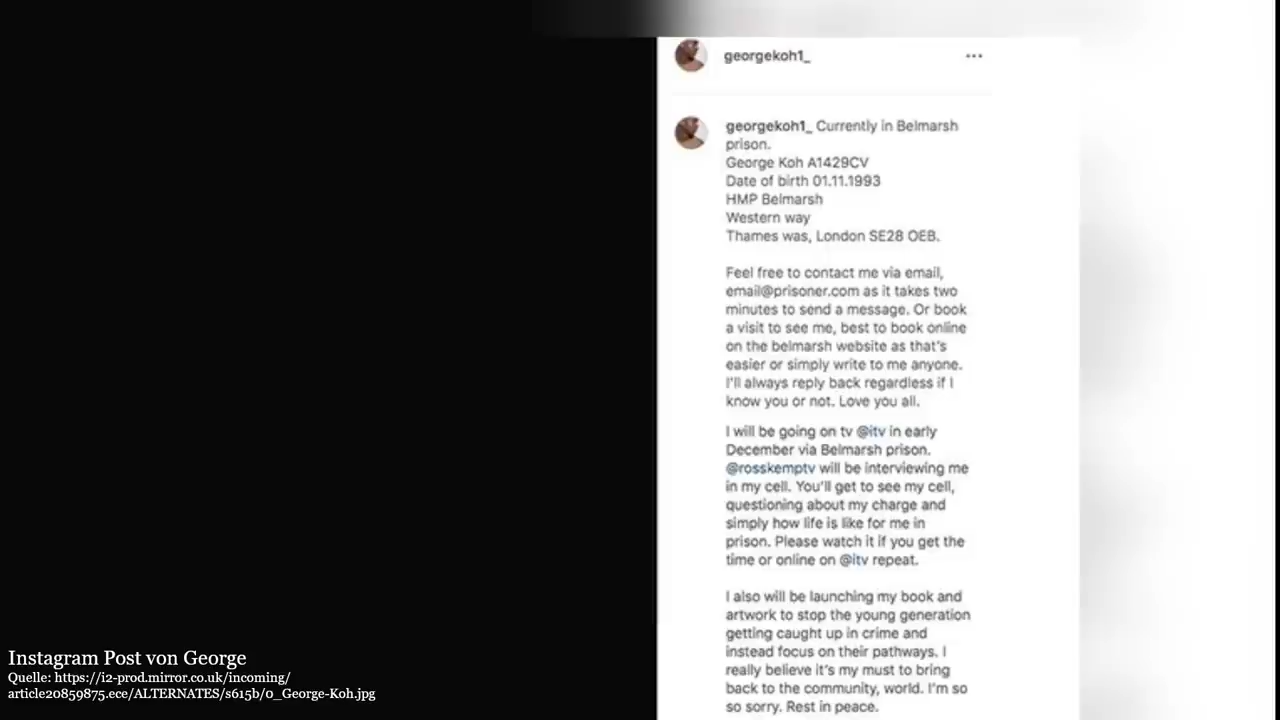 georgekoh1_
georgekoh1_ Currently in Belmarsh
prison.
George Koh A1429CV
Date of birth 01.11.1993
HMP Belmarsh
Western way
Thames was, London SE28 OEB.
Feel free to contact me via email,
email@prisoner.com as it takes two
minutes to send a message. Or book
a visit to see me, best to book online
on the belmarsh website as that's
easier or simply write to me anyone.
I'll always reply back regardless if I
know you or not. Love you all.
I will be going on tv @itv in early
December via Belmarsh prison.
@rosskemptv will be interviewing me
in my cell. You'll get to see my cell,
questioning about my charge and
simply how life is like for me in
prison. Please watch it if you get the
time or online on @itv repeat.
I also will be launching my book and
artwork to stop the young generation
getting caught up in crime and
instead focus on their pathways. I
really believe it's my must to bring
back to the community, world. I'm so
so sorry. Rest in peace.
Instagram Post von George
Quelle: https://i2-prod.mirror.co.uk/incoming/
article20859875.ece/ALTERNATES/s615b/0_George-Koh.jpg